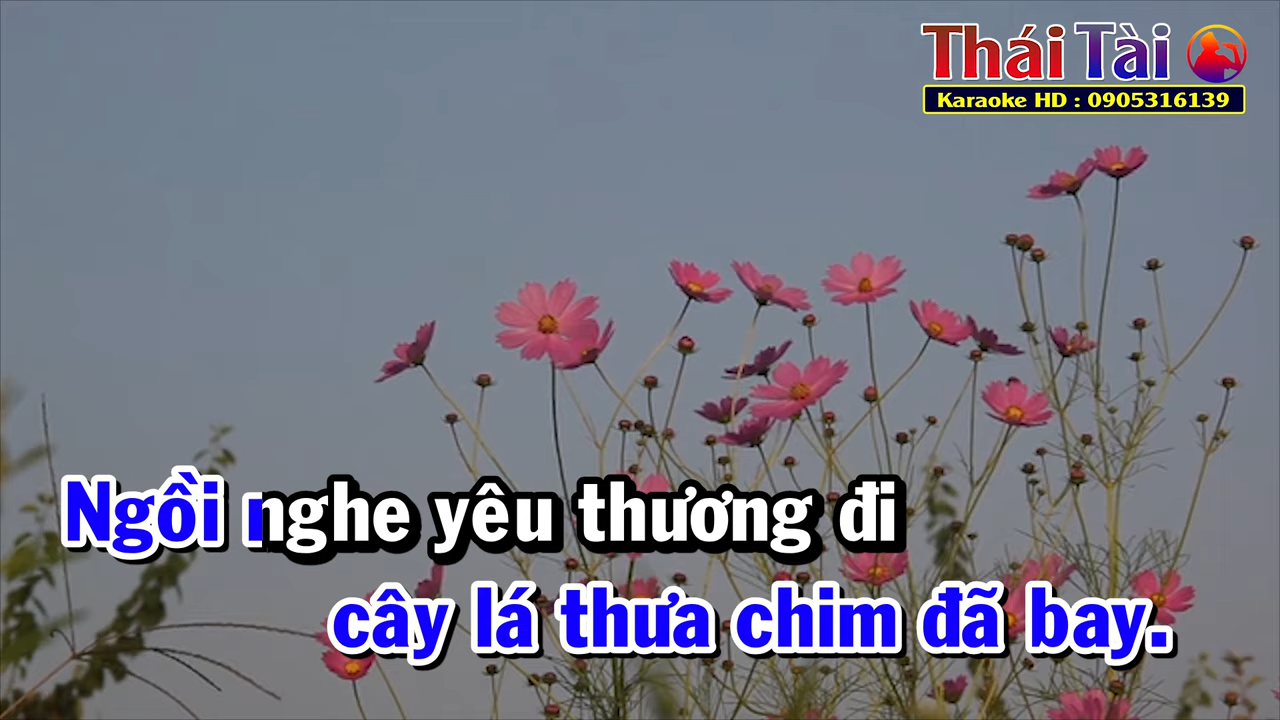 Thái Tài
Karaoke HD : 0905316139
Ngồi nghe yêu thương đi
cây lá thưa chim đã bay.